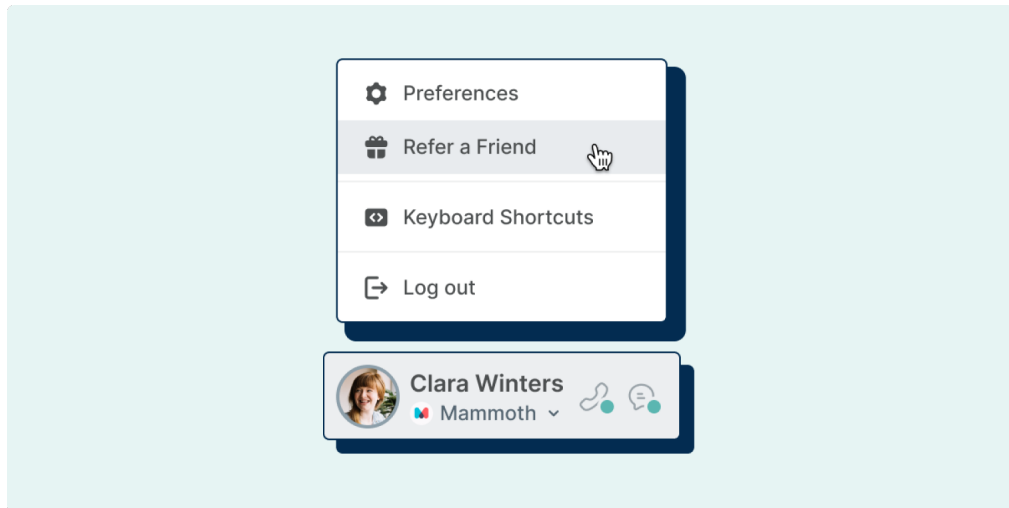 Preferences
Refer a Friend
Keyboard Shortcuts
Log out
Clara Winters
Mammoth